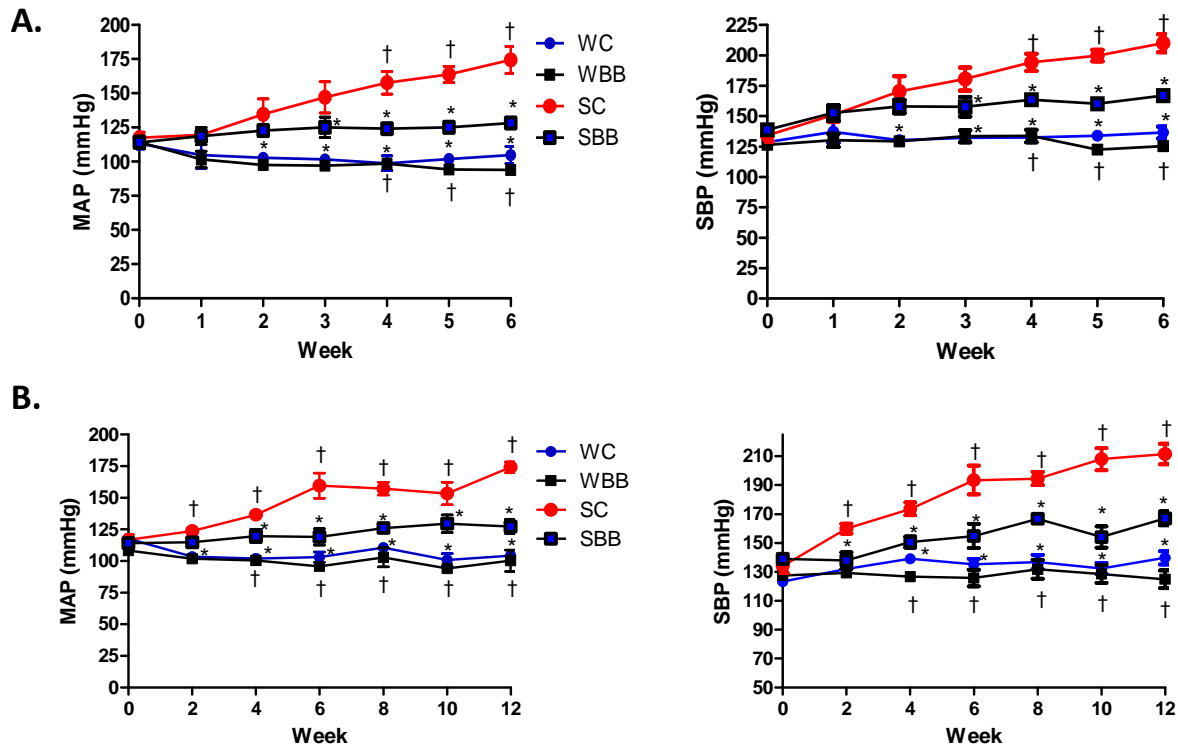 A.
MAP (mmHg)
200
175
150
125
100
75
50
25
0
0 1 2 3 4 5 6
Week
† † †
* * * * *
* * * * *
† † †
WC
WBB
SC
SBB
SBP (mmHg)
225
200
175
150
125
100
75
50
25
0
0 1 2 3 4 5 6
Week
† † †
* * * *
* * * *
† † †
B.
MAP (mmHg)
200
175
150
125
100
75
50
25
0
0 2 4 6 8 10 12
Week
† † † † † †
* * * * *
* * * *
† † † † †
WC
WBB
SC
SBB
SBP (mmHg)
210
190
170
150
130
110
90
70
50
0 2 4 6 8 10 12
Week
† † † † † †
* * * * * *
* * * *
† † † † †